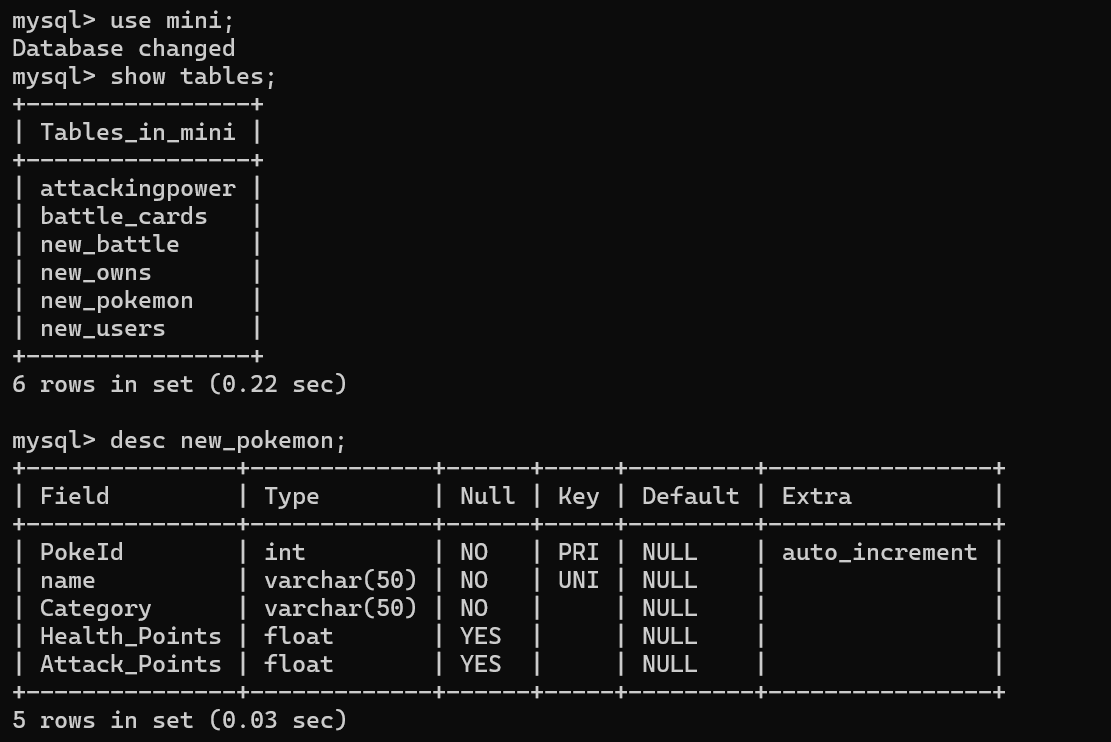 mysql> use mini;
Database changed
mysql> show tables;
+----------------+
| Tables_in_mini |
+----------------+
| attackingpower |
| battle_cards   |
| new_battle     |
| new_owns       |
| new_pokemon    |
| new_users      |
+----------------+
6 rows in set (0.22 sec)

mysql> desc new_pokemon;
+---------------+-------------+------+-----+---------+----------------+
| Field         | Type        | Null | Key | Default | Extra          |
+---------------+-------------+------+-----+---------+----------------+
| PokeId        | int         | NO   | PRI | NULL    | auto_increment |
| name          | varchar(50) | NO   | UNI | NULL    |                |
| Category      | varchar(50) | NO   |     | NULL    |                |
| Health_Points | float       | YES  |     | NULL    |                |
| Attack_Points | float       | YES  |     | NULL    |                |
+---------------+-------------+------+-----+---------+----------------+
5 rows in set (0.03 sec)